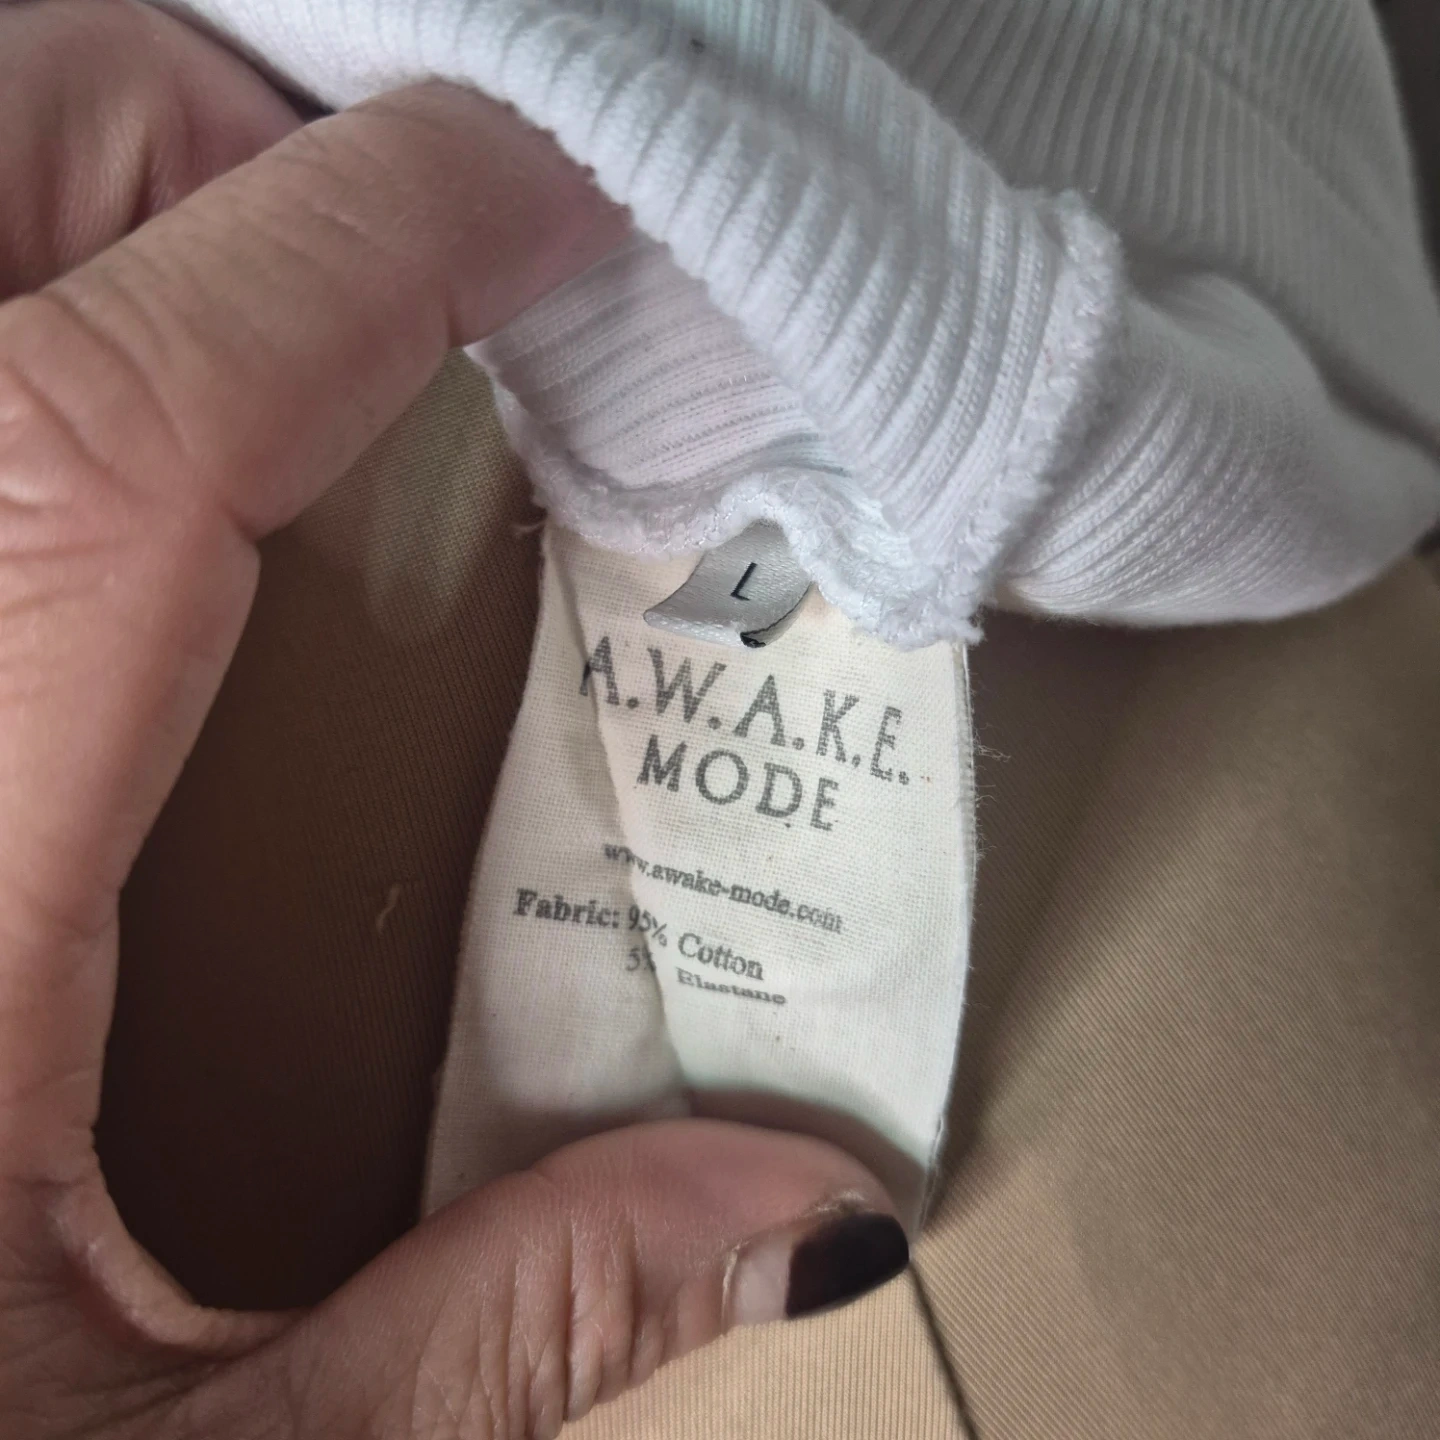 L
A.W.A.K.E.
MODE
www.awake-mode.com
Fabric: 95% Cotton
5% Elastane